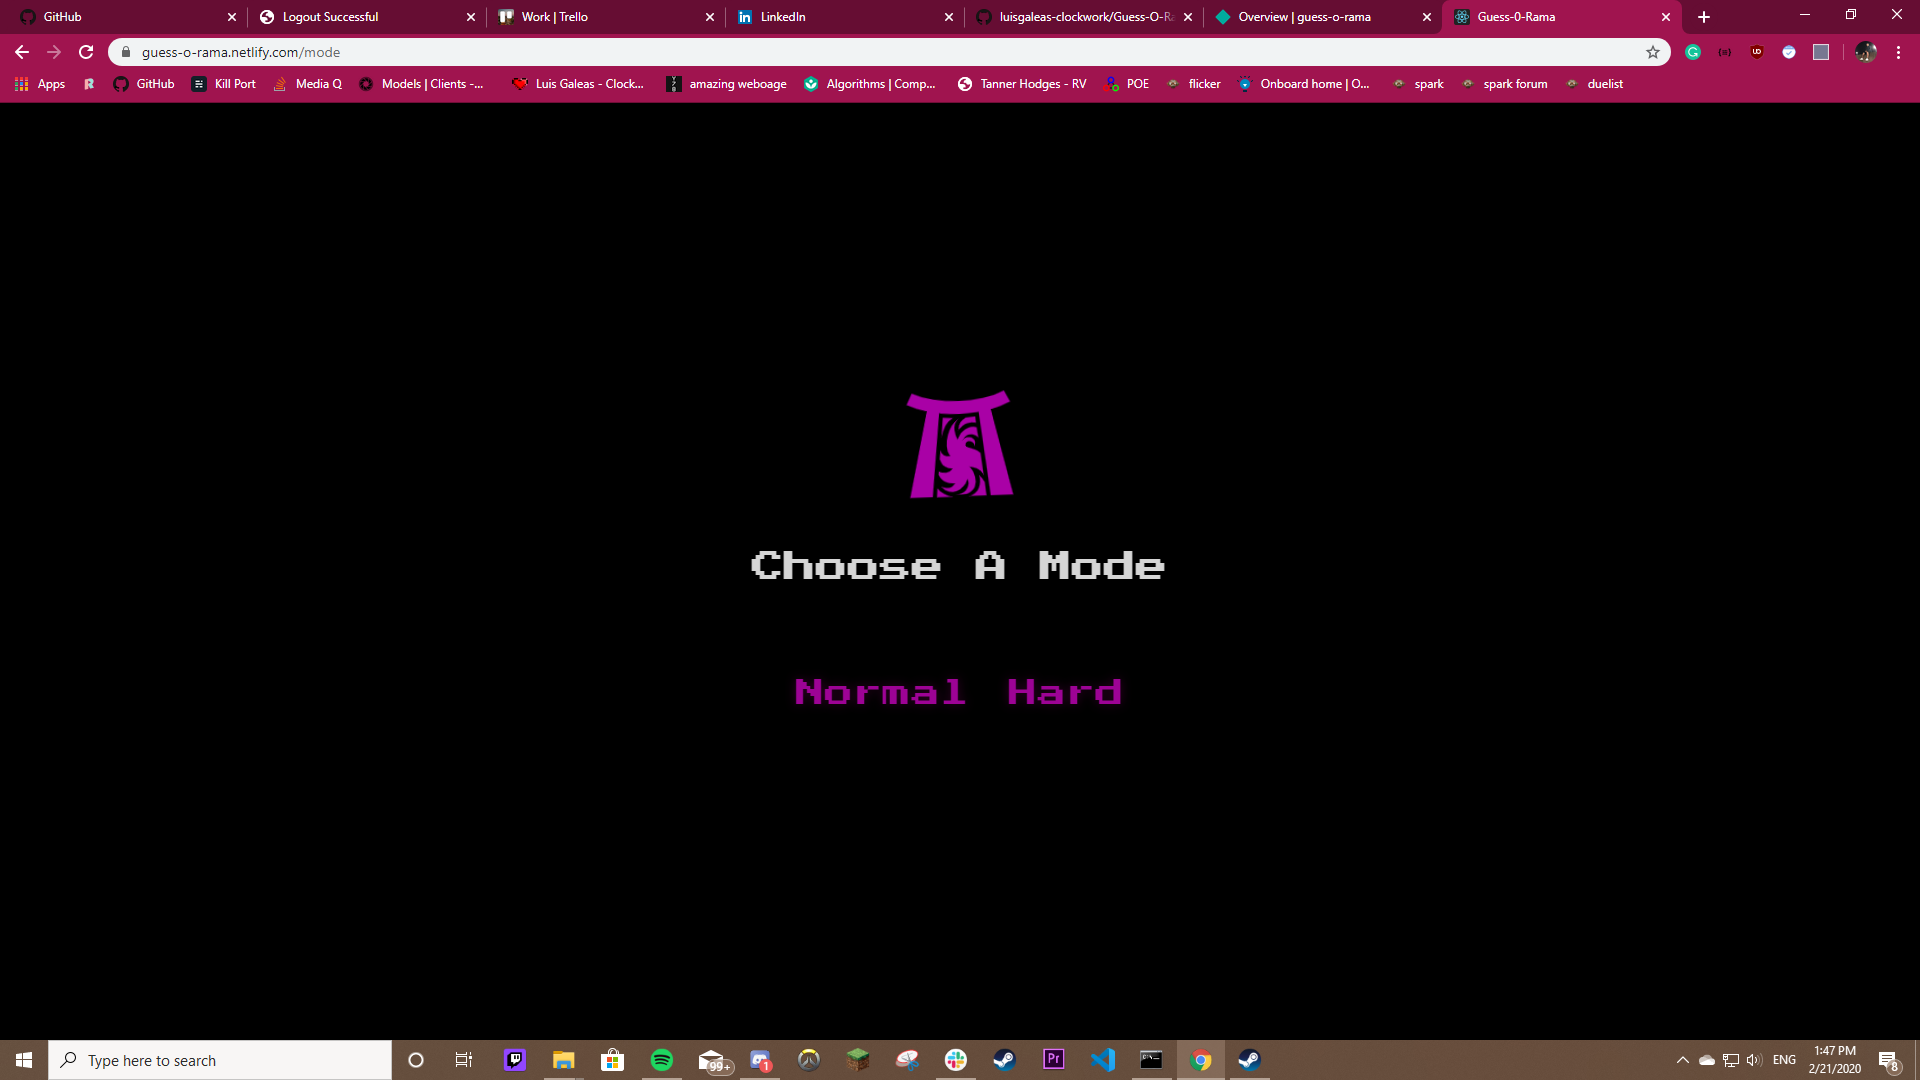 GitHub
Logout Successful
Work | Trello
LinkedIn
luisgaleas-clockwork/Guess-O-Ra
Overview | guess-o-rama
Guess-0-Rama
guess-o-rama.netlify.com/mode
Apps
GitHub
Kill Port
Media Q
Models | Clients -...
Luis Galeas - Clock...
amazing weboage
Algorithms | Comp...
Tanner Hodges - RV
POE
flicker
Onboard home | O...
spark
spark forum
duelist
Choose A Mode
Normal Hard
Type here to search
99+
1
Pr
ENG
1:47 PM
2/21/2020
8